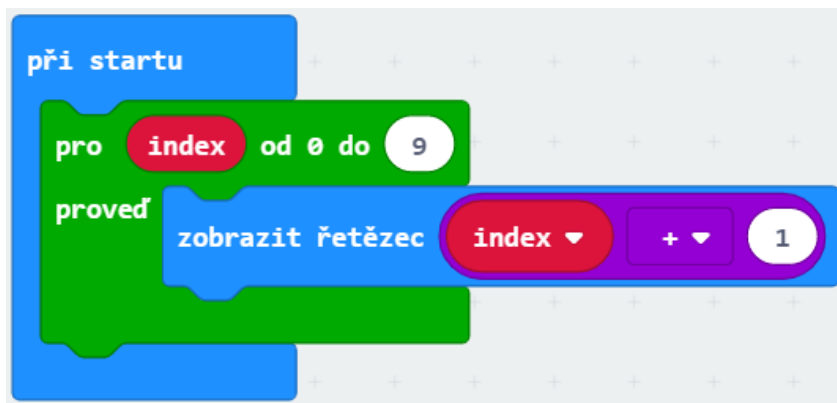 při startu
pro index od 0 do 9
proveď
zobrazit řetězec index + 1